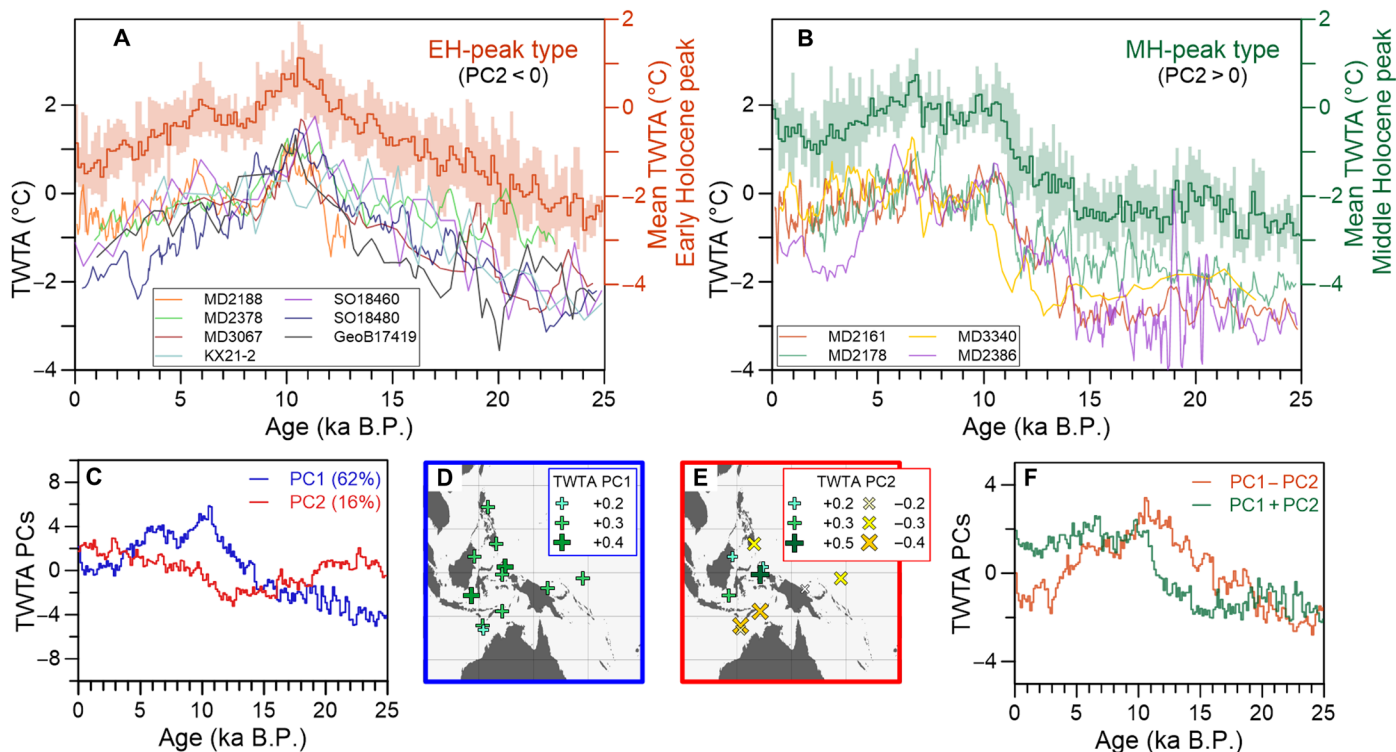 A
EH-peak type
(PC2 < 0)
TWTA (°C)
2
0
−2
−4
2
0
−2
−4
Mean TWTA (°C)
Early Holocene peak
MD2188
MD2378
MD3067
KX21-2
SO18460
SO18480
GeoB17419
0 5 10 15 20 25
Age (ka B.P.)
B
MH-peak type
(PC2 > 0)
TWTA (°C)
2
0
−2
−4
2
0
−2
−4
Mean TWTA (°C)
Middle Holocene peak
MD2161
MD2178
MD3340
MD2386
0 5 10 15 20 25
Age (ka B.P.)
C
PC1 (62%)
PC2 (16%)
TWTA PCs
8
4
0
−4
−8
0 5 10 15 20 25
Age (ka B.P.)
D
TWTA PC1
+0.2
+0.3
+0.4
E
TWTA PC2
+0.2 −0.2
+0.3 −0.3
+0.5 −0.4
F
PC1 – PC2
PC1 + PC2
TWTA PCs
4
0
−4
0 5 10 15 20 25
Age (ka B.P.)